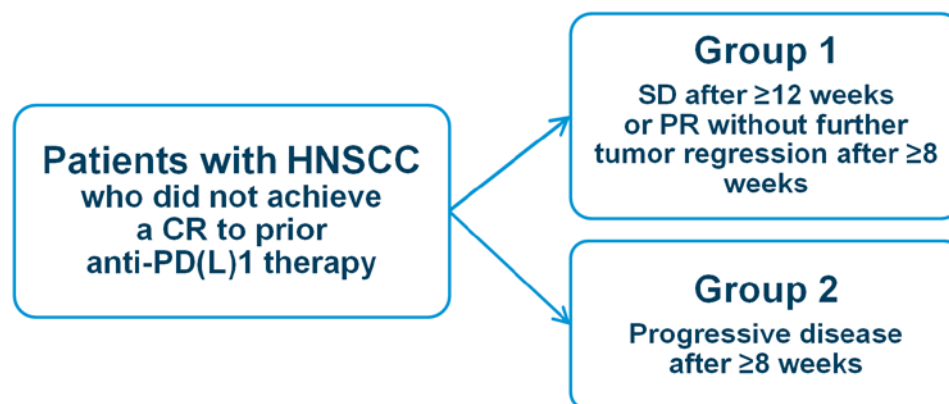 Patients with HNSCC
who did not achieve
a CR to prior
anti-PD(L)1 therapy
Group 1
SD after ≥12 weeks
or PR without further
tumor regression after ≥8
weeks
Group 2
Progressive disease
after ≥8 weeks